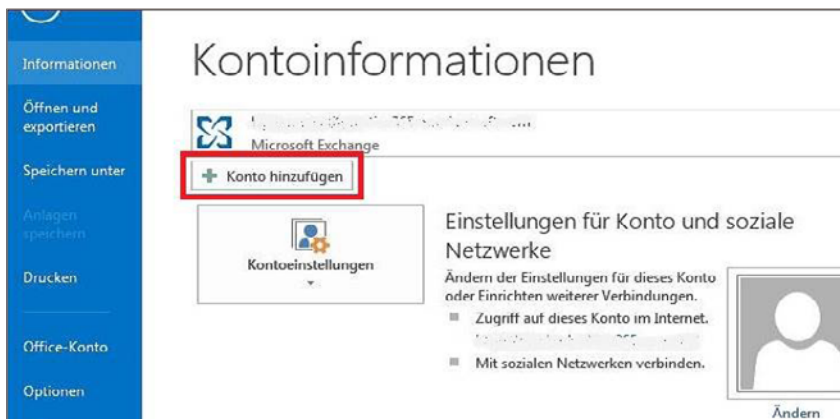 Kontoinformationen
Informationen
Öffnen und
exportieren
Speichern unter
Anlagen
speichern
Drucken
Office-Konto
Optionen
Microsoft Exchange
Konto hinzufügen
Kontoeinstellungen
Einstellungen für Konto und soziale
Netzwerke
Ändern der Einstellungen für dieses Konto
oder Einrichten weiterer Verbindungen.
Zugriff auf dieses Konto im Internet.
Mit sozialen Netzwerken verbinden.
Ändern